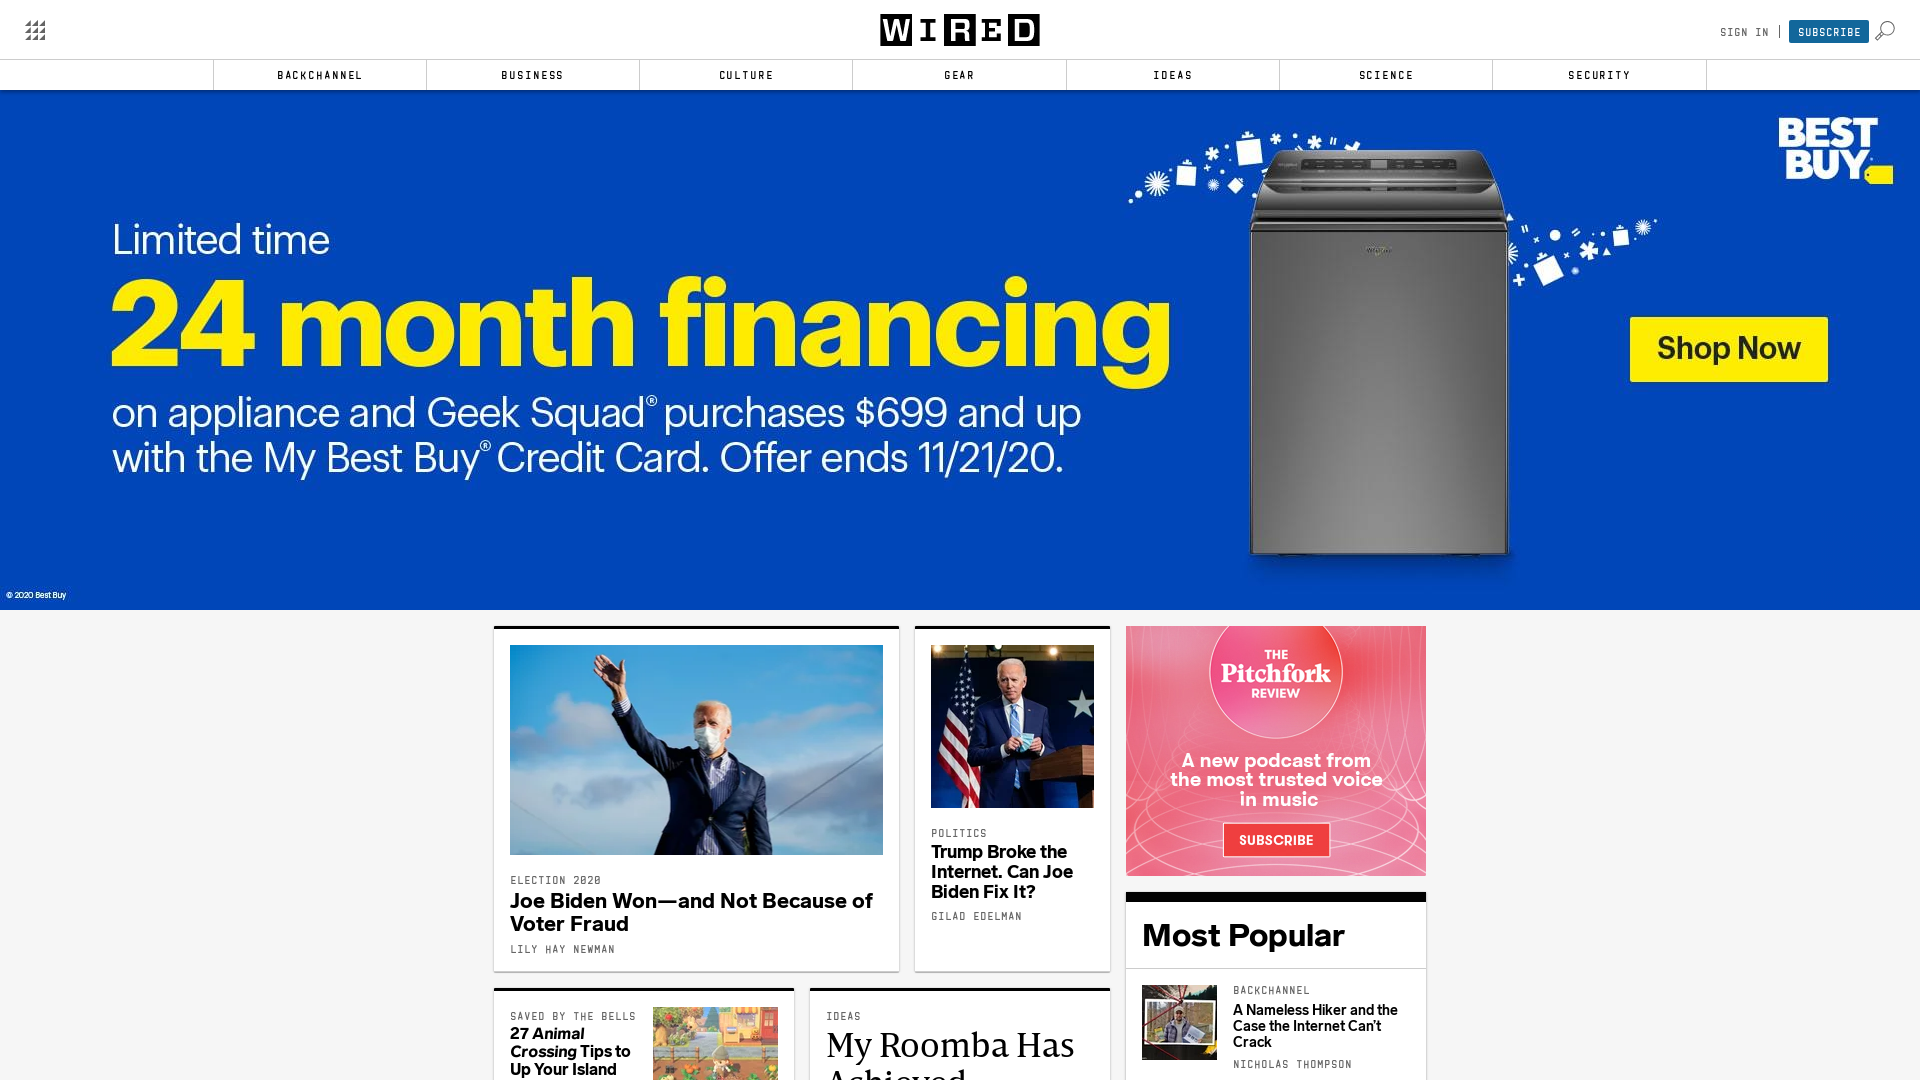 WIRED
SIGN IN
SUBSCRIBE
BACKCHANNEL
BUSINESS
CULTURE
GEAR
IDEAS
SCIENCE
SECURITY
BEST
BUY
Limited time
24 month financing
on appliance and Geek Squad® purchases $699 and up
with the My Best Buy® Credit Card. Offer ends 11/21/20.
Shop Now
© 2020 Best Buy
ELECTION 2020
Joe Biden Won—and Not Because of
Voter Fraud
LILY HAY NEWMAN
POLITICS
Trump Broke the
Internet. Can Joe
Biden Fix It?
GILAD EDELMAN
THE
Pitchfork
REVIEW
A new podcast from
the most trusted voice
in music
SUBSCRIBE
Most Popular
BACKCHANNEL
A Nameless Hiker and the
Case the Internet Can’t
Crack
NICHOLAS THOMPSON
SAVED BY THE BELLS
27 Animal
Crossing Tips to
Up Your Island
IDEAS
My Roomba Has
Achieved